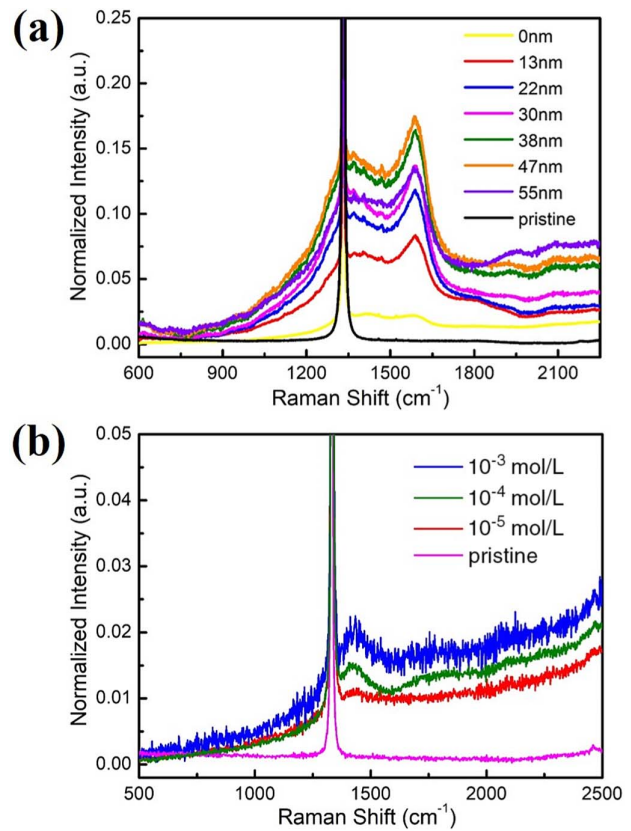 (a)
Normalized Intensity (a.u.)
0.25
0.20
0.15
0.10
0.05
0.00
0nm
13nm
22nm
30nm
38nm
47nm
55nm
pristine
600 900 1200 1500 1800 2100
Raman Shift (cm⁻¹)
(b)
Normalized Intensity (a.u.)
0.05
0.04
0.03
0.02
0.01
0.00
10⁻³ mol/L
10⁻⁴ mol/L
10⁻⁵ mol/L
pristine
500 1000 1500 2000 2500
Raman Shift (cm⁻¹)